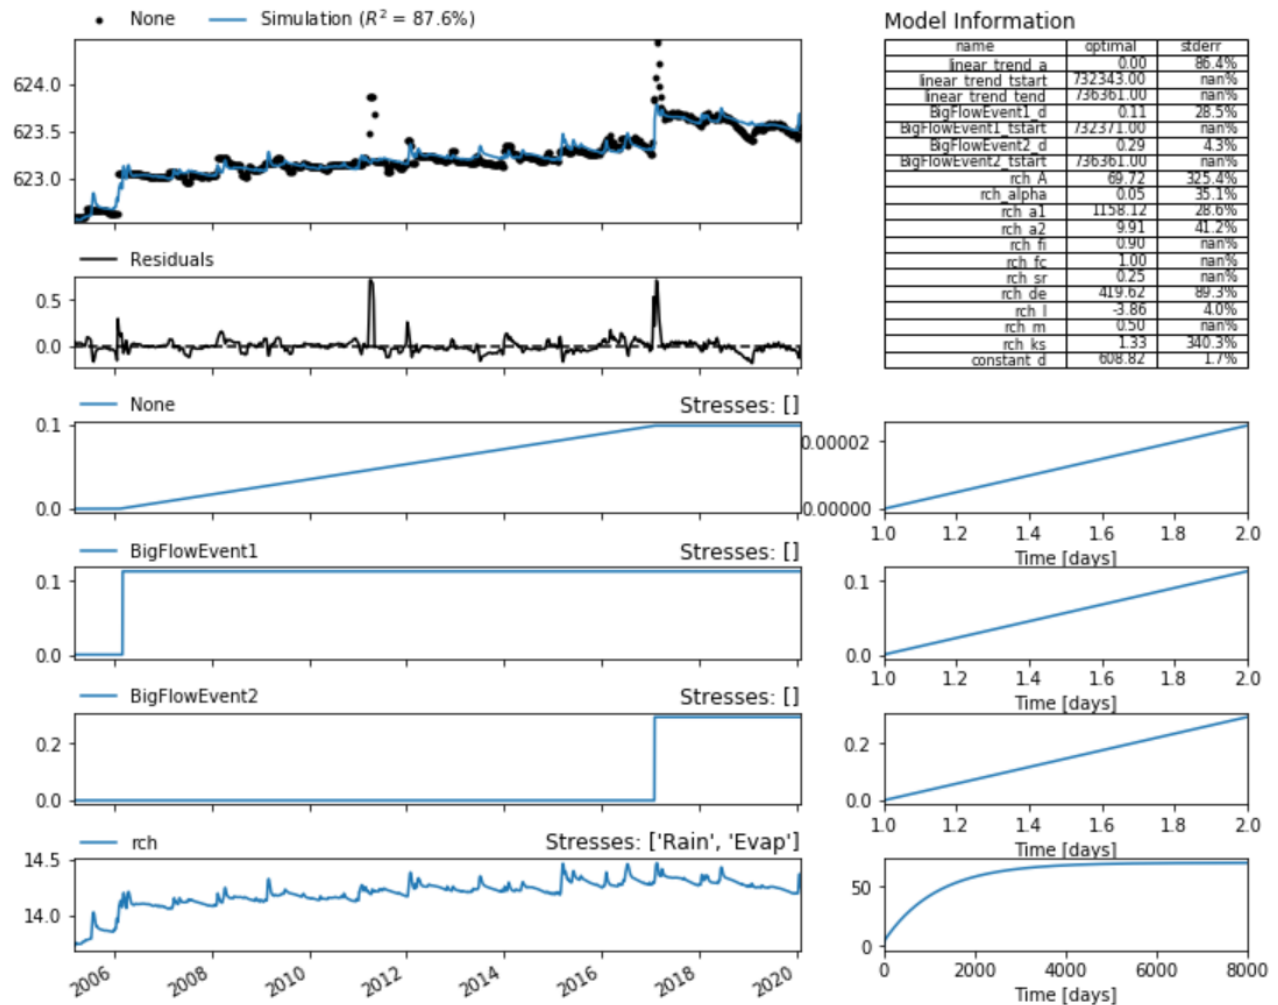 None Simulation (R² = 87.6%)
624.0
623.5
623.0
Model Information
name optimal stderr
linear_trend_a 0.00 86.4%
linear_trend_tstart 732343.00 nan%
linear_trend_tend 736361.00 nan%
BigFlowEvent1_d 0.11 28.5%
BigFlowEvent1_tstart 732371.00 nan%
BigFlowEvent2_d 0.29 4.3%
BigFlowEvent2_tstart 736361.00 nan%
rch_A 69.72 325.4%
rch_alpha 0.05 35.1%
rch_a1 1158.12 28.6%
rch_a2 9.91 41.2%
rch_fi 0.90 nan%
rch_fc 1.00 nan%
rch_sr 0.25 nan%
rch_de 419.62 89.3%
rch_l -3.86 4.0%
rch_m 0.50 nan%
rch_ks 1.33 340.3%
constant_d 608.82 1.7%
Residuals
0.5
0.0
None Stresses: []
0.1
0.0
0.00002
0.00000
1.0 1.2 1.4 1.6 1.8 2.0
Time [days]
BigFlowEvent1 Stresses: []
0.1
0.0
0.1
0.0
1.0 1.2 1.4 1.6 1.8 2.0
Time [days]
BigFlowEvent2 Stresses: []
0.2
0.0
0.2
0.0
1.0 1.2 1.4 1.6 1.8 2.0
Time [days]
rch Stresses: ['Rain', 'Evap']
14.5
14.0
2006 2008 2010 2012 2014 2016 2018 2020
50
0
0 2000 4000 6000 8000
Time [days]